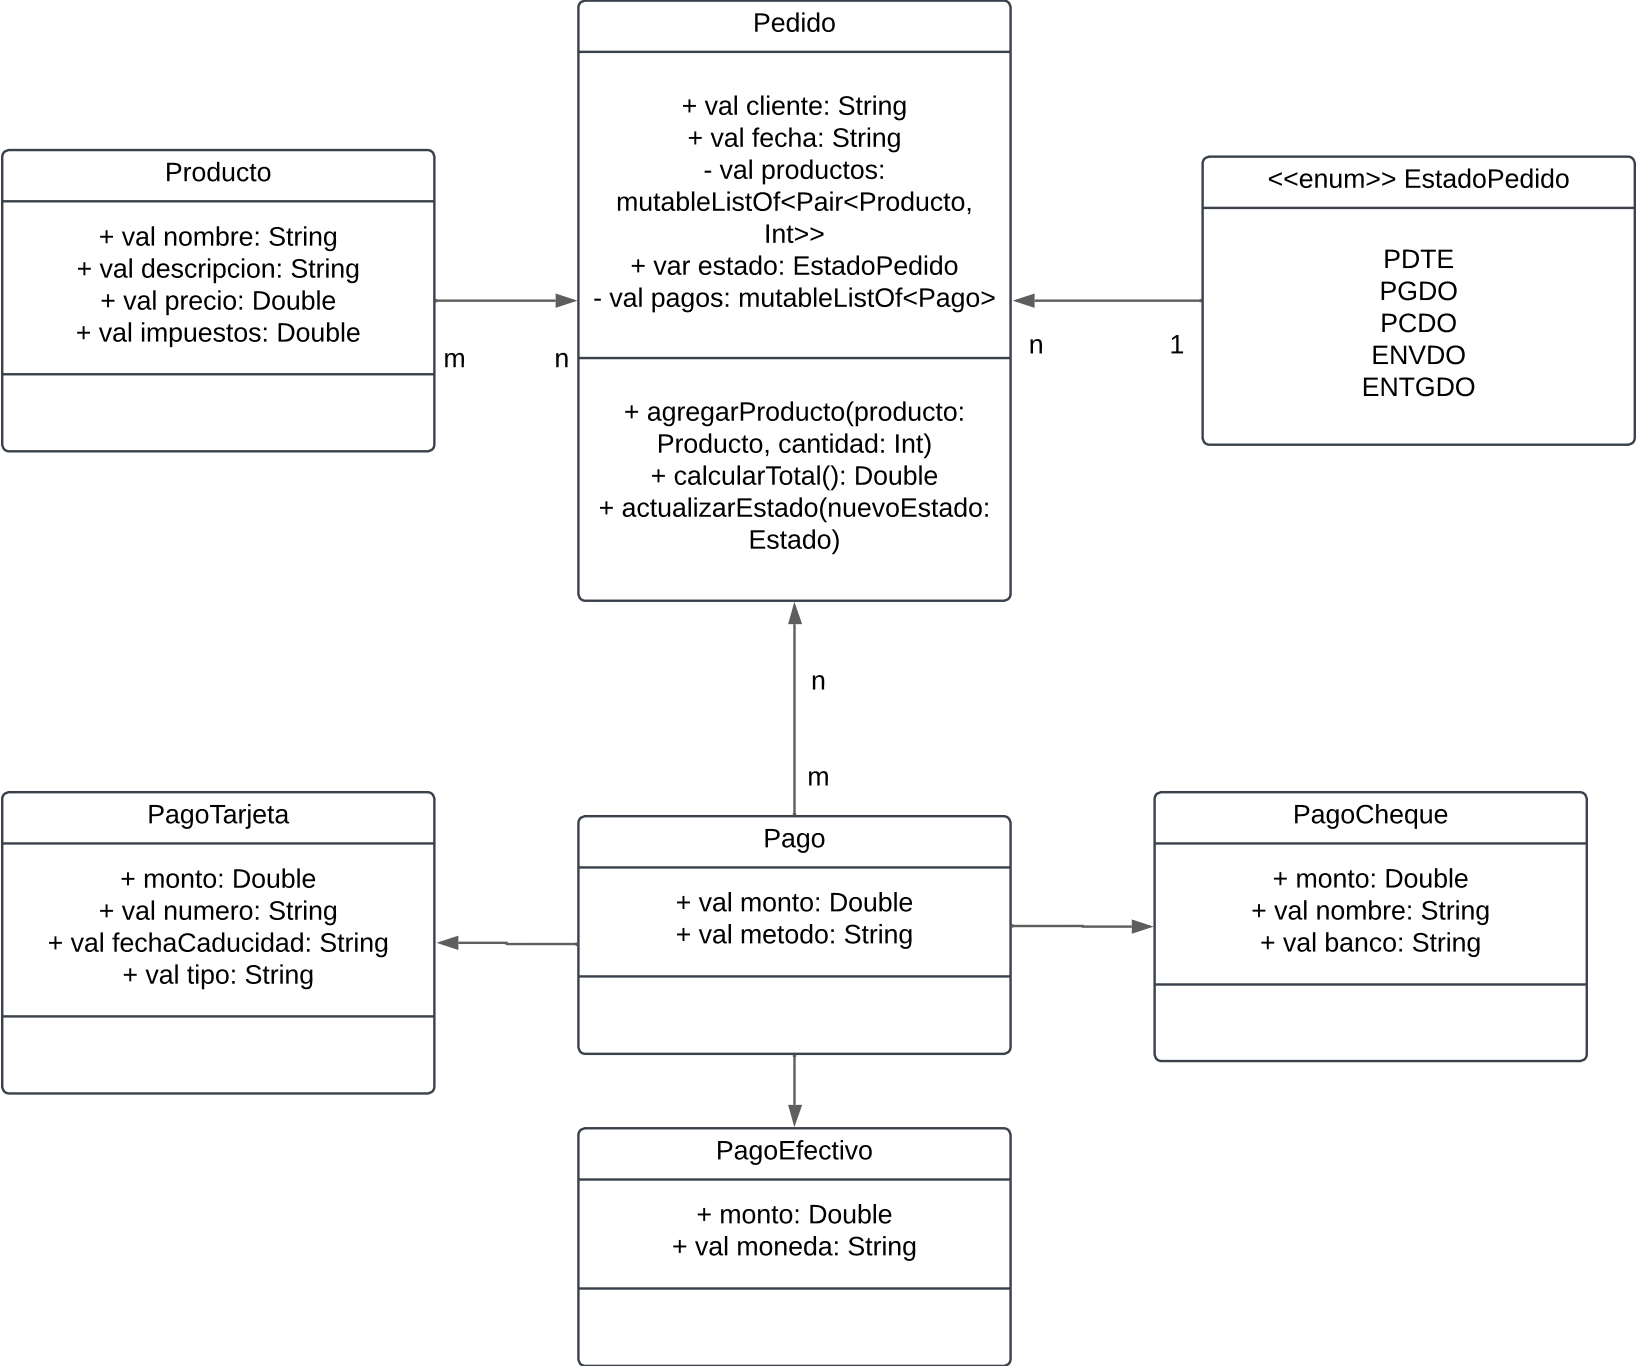 Pedido
+ val cliente: String
+ val fecha: String
- val productos:
mutableListOf<Pair<Producto,
Int>>
+ var estado: EstadoPedido
- val pagos: mutableListOf<Pago>
+ agregarProducto(producto:
Producto, cantidad: Int)
+ calcularTotal(): Double
+ actualizarEstado(nuevoEstado:
Estado)
Producto
+ val nombre: String
+ val descripcion: String
+ val precio: Double
+ val impuestos: Double
m
n
<<enum>> EstadoPedido
PDTE
PGDO
PCDO
ENVDO
ENTGDO
n
1
n
m
PagoTarjeta
+ monto: Double
+ val numero: String
+ val fechaCaducidad: String
+ val tipo: String
Pago
+ val monto: Double
+ val metodo: String
PagoCheque
+ monto: Double
+ val nombre: String
+ val banco: String
PagoEfectivo
+ monto: Double
+ val moneda: String